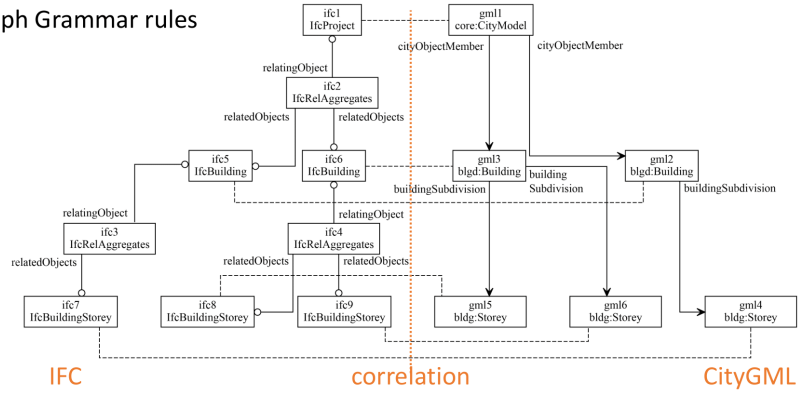 ph Grammar rules
ifc1
IfcProject
gml1
core:CityModel
cityObjectMember
cityObjectMember
relatingObject
ifc2
IfcRelAggregates
relatedObjects
relatedObjects
ifc5
IfcBuilding
ifc6
IfcBuilding
gml3
blgd:Building
gml2
blgd:Building
building
Subdivision
buildingSubdivision
buildingSubdivision
relatingObject
relatingObject
ifc3
IfcRelAggregates
ifc4
IfcRelAggregates
relatedObjects
relatedObjects
relatedObjects
ifc7
IfcBuildingStorey
ifc8
IfcBuildingStorey
ifc9
IfcBuildingStorey
gml5
bldg:Storey
gml6
bldg:Storey
gml4
bldg:Storey
IFC
correlation
CityGML